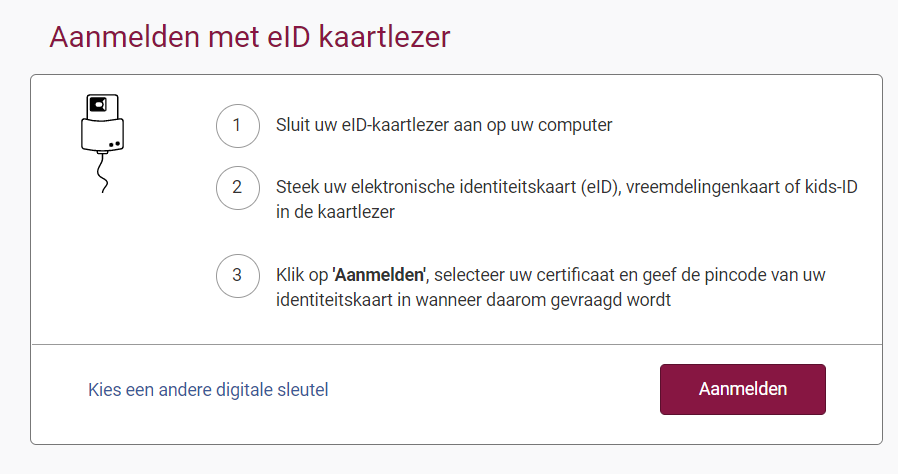 Aanmelden met eID kaartlezer
1 Sluit uw eID-kaartlezer aan op uw computer
2 Steek uw elektronische identiteitskaart (eID), vreemdelingenkaart of kids-ID
in de kaartlezer
3 Klik op 'Aanmelden', selecteer uw certificaat en geef de pincode van uw
identiteitskaart in wanneer daarom gevraagd wordt
Kies een andere digitale sleutel
Aanmelden